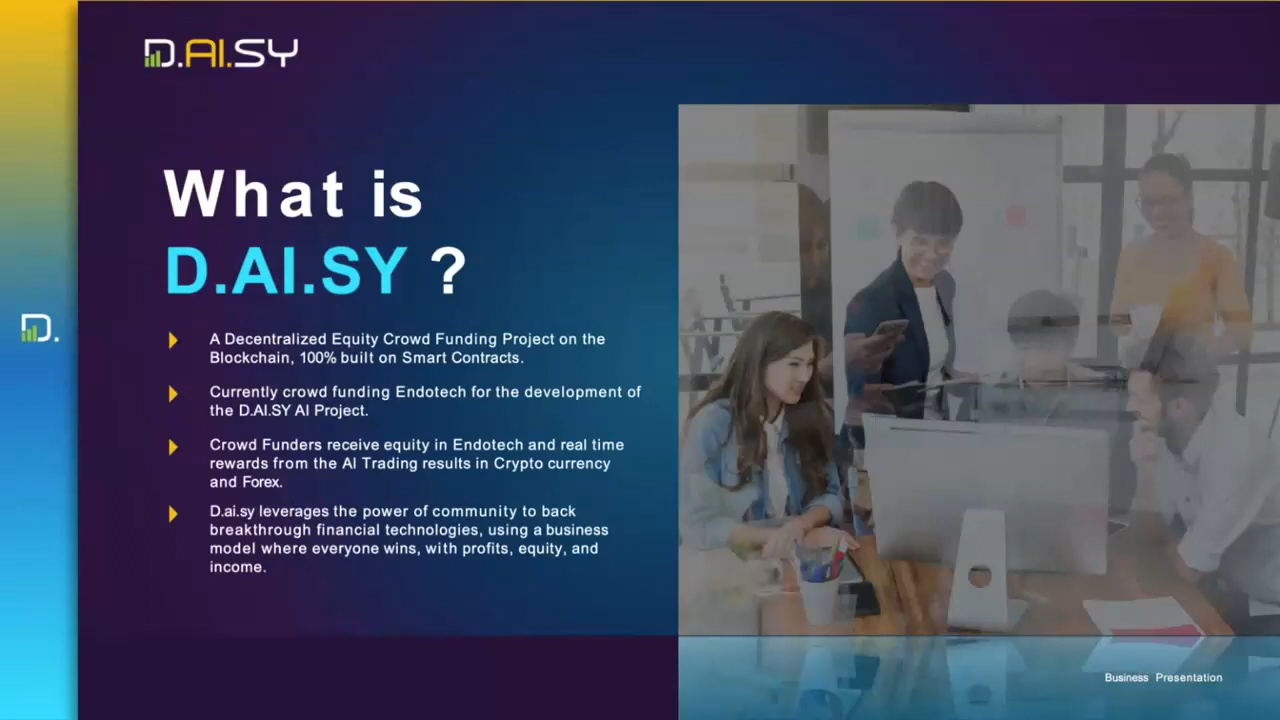 D.AI.SY
What is
D.AI.SY ?
A Decentralized Equity Crowd Funding Project on the
Blockchain, 100% built on Smart Contracts.
D.
Currently crowd funding Endotech for the development of
the D.AI.SY AI Project.
Crowd Funders receive equity in Endotech and real time
rewards from the AI Trading results in Crypto currency
and Forex.
D.ai.sy leverages the power of community to back
breakthrough financial technologies, using a business
model where everyone wins, with profits, equity, and
income.
Business Presentation